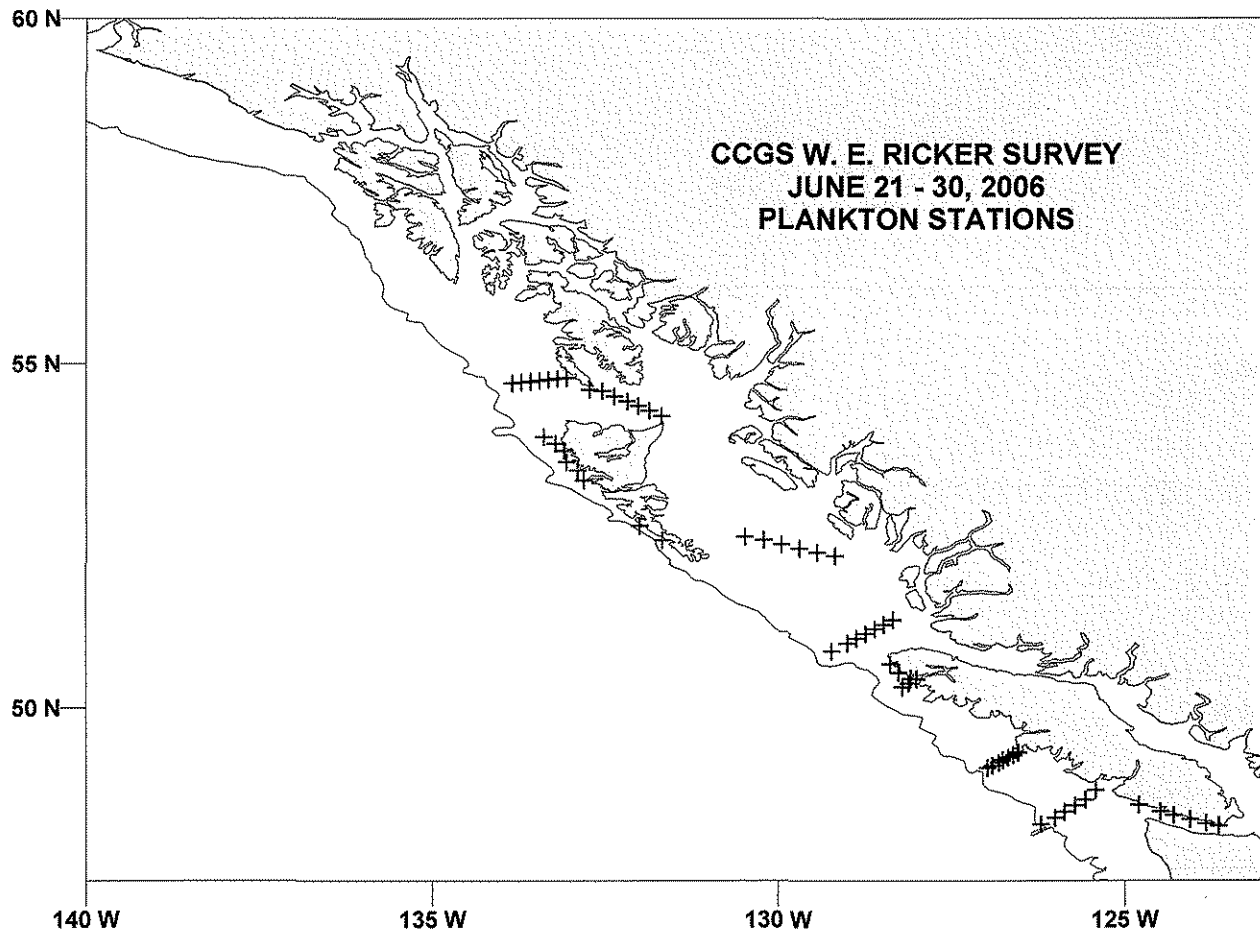 60 N
CCGS W. E. RICKER SURVEY
JUNE 21 - 30, 2006
PLANKTON STATIONS
55 N
50 N
140 W
135 W
130 W
125 W